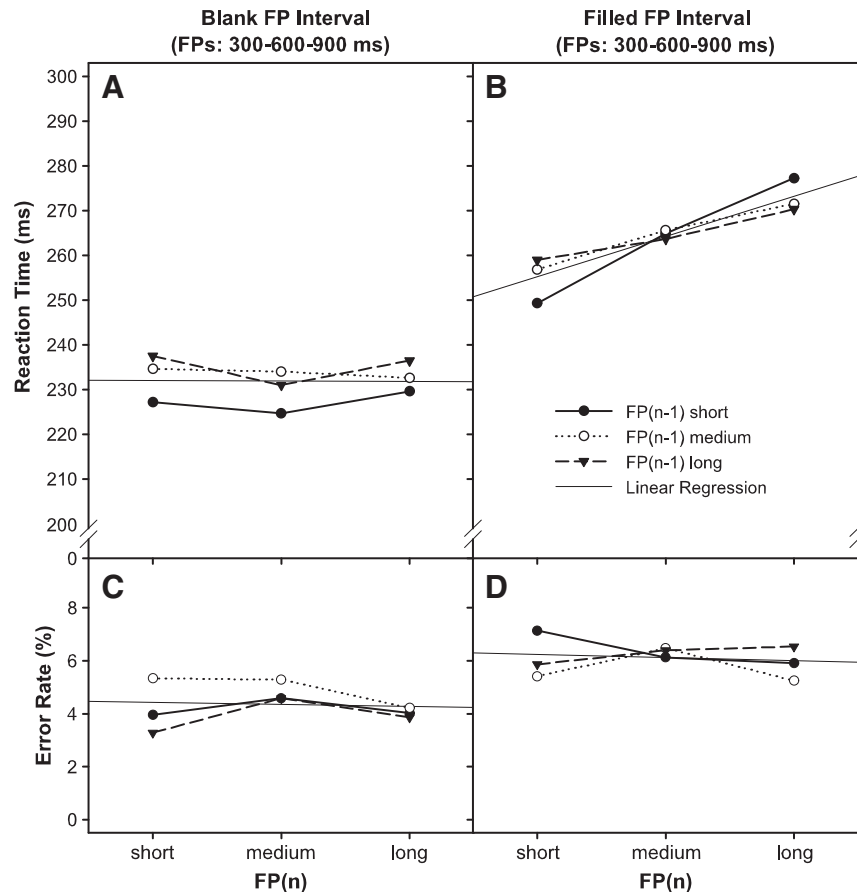 Blank FP Interval
(FPs: 300-600-900 ms)
Filled FP Interval
(FPs: 300-600-900 ms)
A
B
Reaction Time (ms)
300
290
280
270
260
250
240
230
220
210
200
0
FP(n-1) short
FP(n-1) medium
FP(n-1) long
Linear Regression
C
D
Error Rate (%)
8
6
4
2
0
short medium long
short medium long
FP(n)
FP(n)